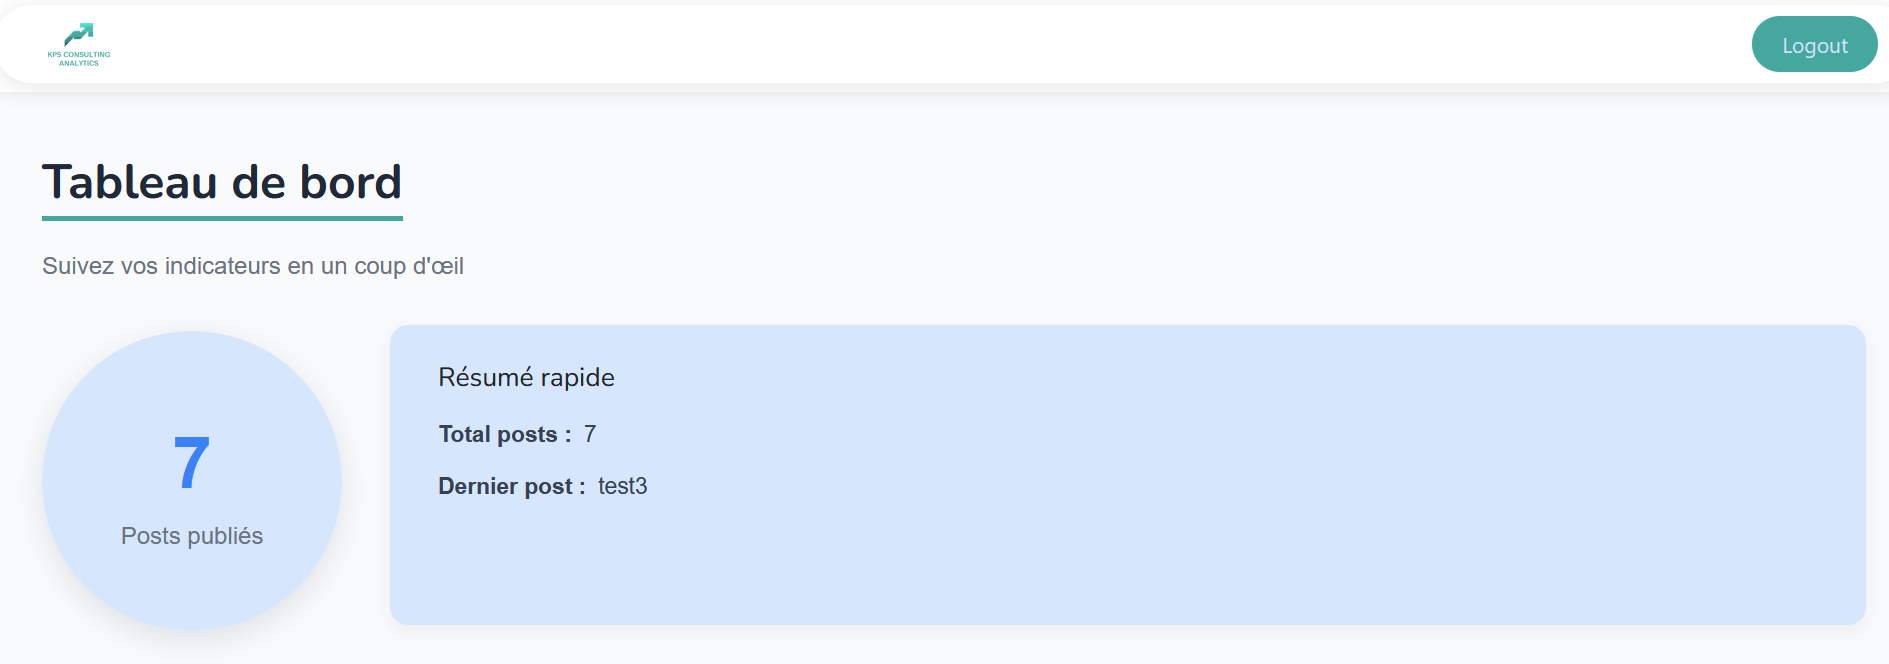 KPS CONSULTING
ANALYTICS
Logout
Tableau de bord
Suivez vos indicateurs en un coup d'œil
7
Posts publiés
Résumé rapide
Total posts : 7
Dernier post : test3